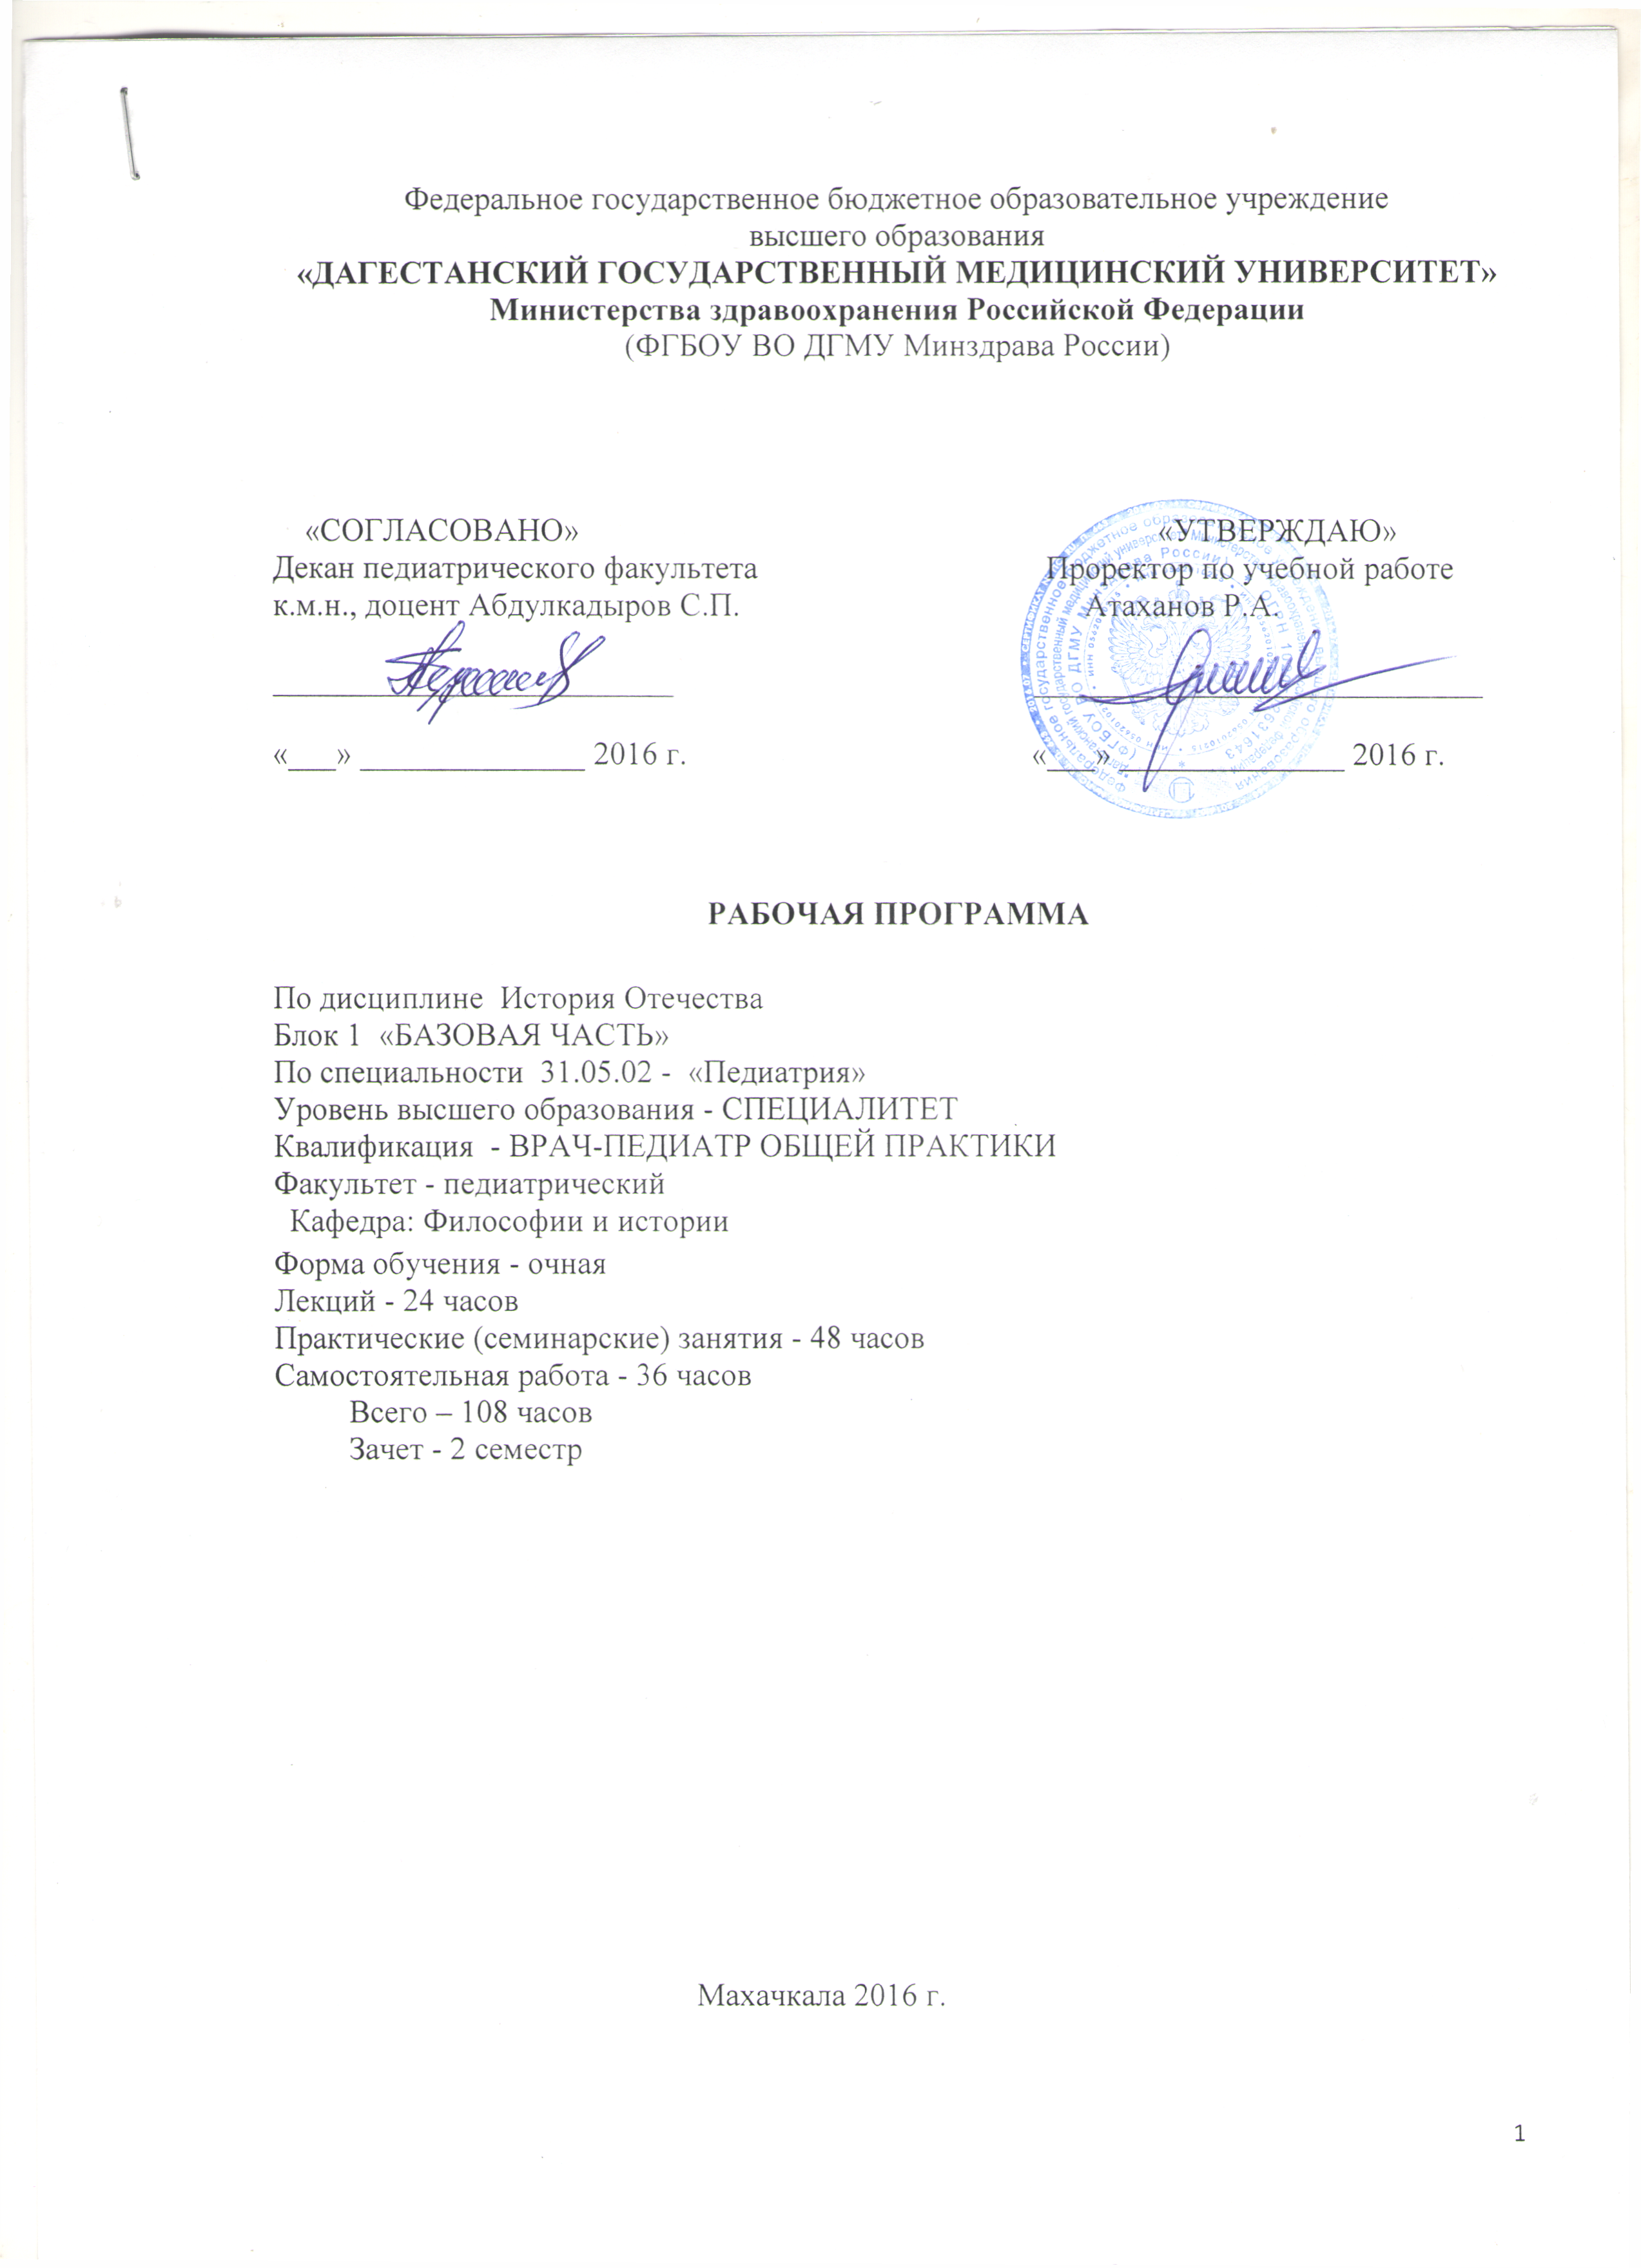 Федеральное государственное бюджетное образовательное учреждение
высшего образования
«ДАГЕСТАНСКИЙ ГОСУДАРСТВЕННЫЙ МЕДИЦИНСКИЙ УНИВЕРСИТЕТ»
Министерства здравоохранения Российской Федерации
(ФГБОУ ВО ДГМУ Минздрава России)
«СОГЛАСОВАНО»
Декан педиатрического факультета
к.м.н., доцент Абдулкадыров С.П.
«___» ______________ 2016 г.
«УТВЕРЖДАЮ»
Проректор по учебной работе
Атаханов Р.А.
«___» ______________ 2016 г.
РАБОЧАЯ ПРОГРАММА
По дисциплине История Отечества
Блок 1 «БАЗОВАЯ ЧАСТЬ»
По специальности 31.05.02 - «Педиатрия»
Уровень высшего образования - СПЕЦИАЛИТЕТ
Квалификация - ВРАЧ-ПЕДИАТР ОБЩЕЙ ПРАКТИКИ
Факультет - педиатрический
Кафедра: Философии и истории
Форма обучения - очная
Лекций - 24 часов
Практические (семинарские) занятия - 48 часов
Самостоятельная работа - 36 часов
Всего – 108 часов
Зачет - 2 семестр
Махачкала 2016 г.
1